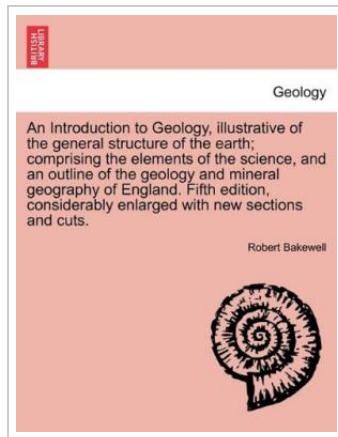 BRITISH
LIBRARY
Geology
An Introduction to Geology, illustrative of
the general structure of the earth;
comprising the elements of the science, and
an outline of the geology and mineral
geography of England. Fifth edition,
considerably enlarged with new sections
and cuts.
Robert Bakewell